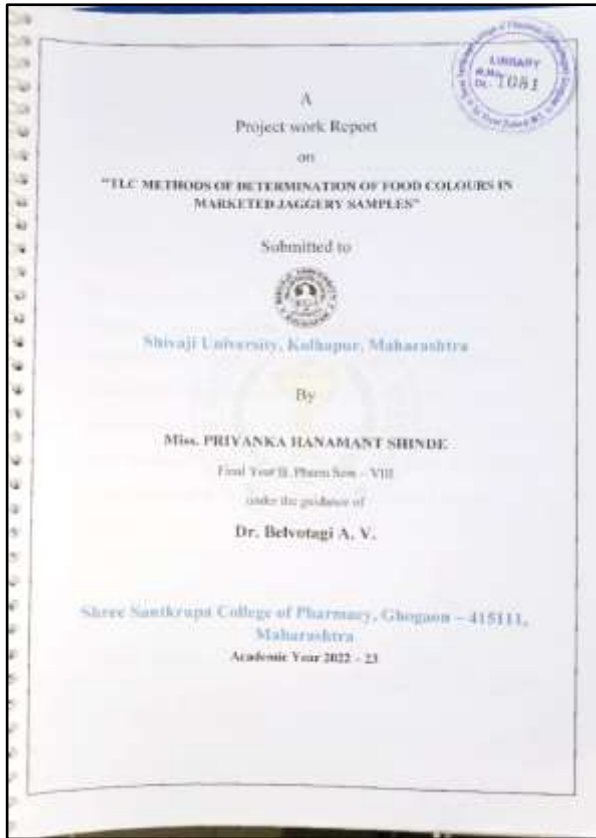 LIBRARY
1081
A
Project work Report
on
"TLC METHODS OF DETERMINATION OF FOOD COLOURS IN
MARKETED JAGGERY SAMPLES"
Submitted to
Shivaji University, Kolhapur, Maharashtra
By
Miss. PRIYANKA HANAMANT SHINDE
Final Year B. Pharm Sem – VIII
under the guidance of
Dr. Belvotagi A. V.
Shree Santkrupa College of Pharmacy, Ghogaon – 415111,
Maharashtra
Academic Year 2022 – 23